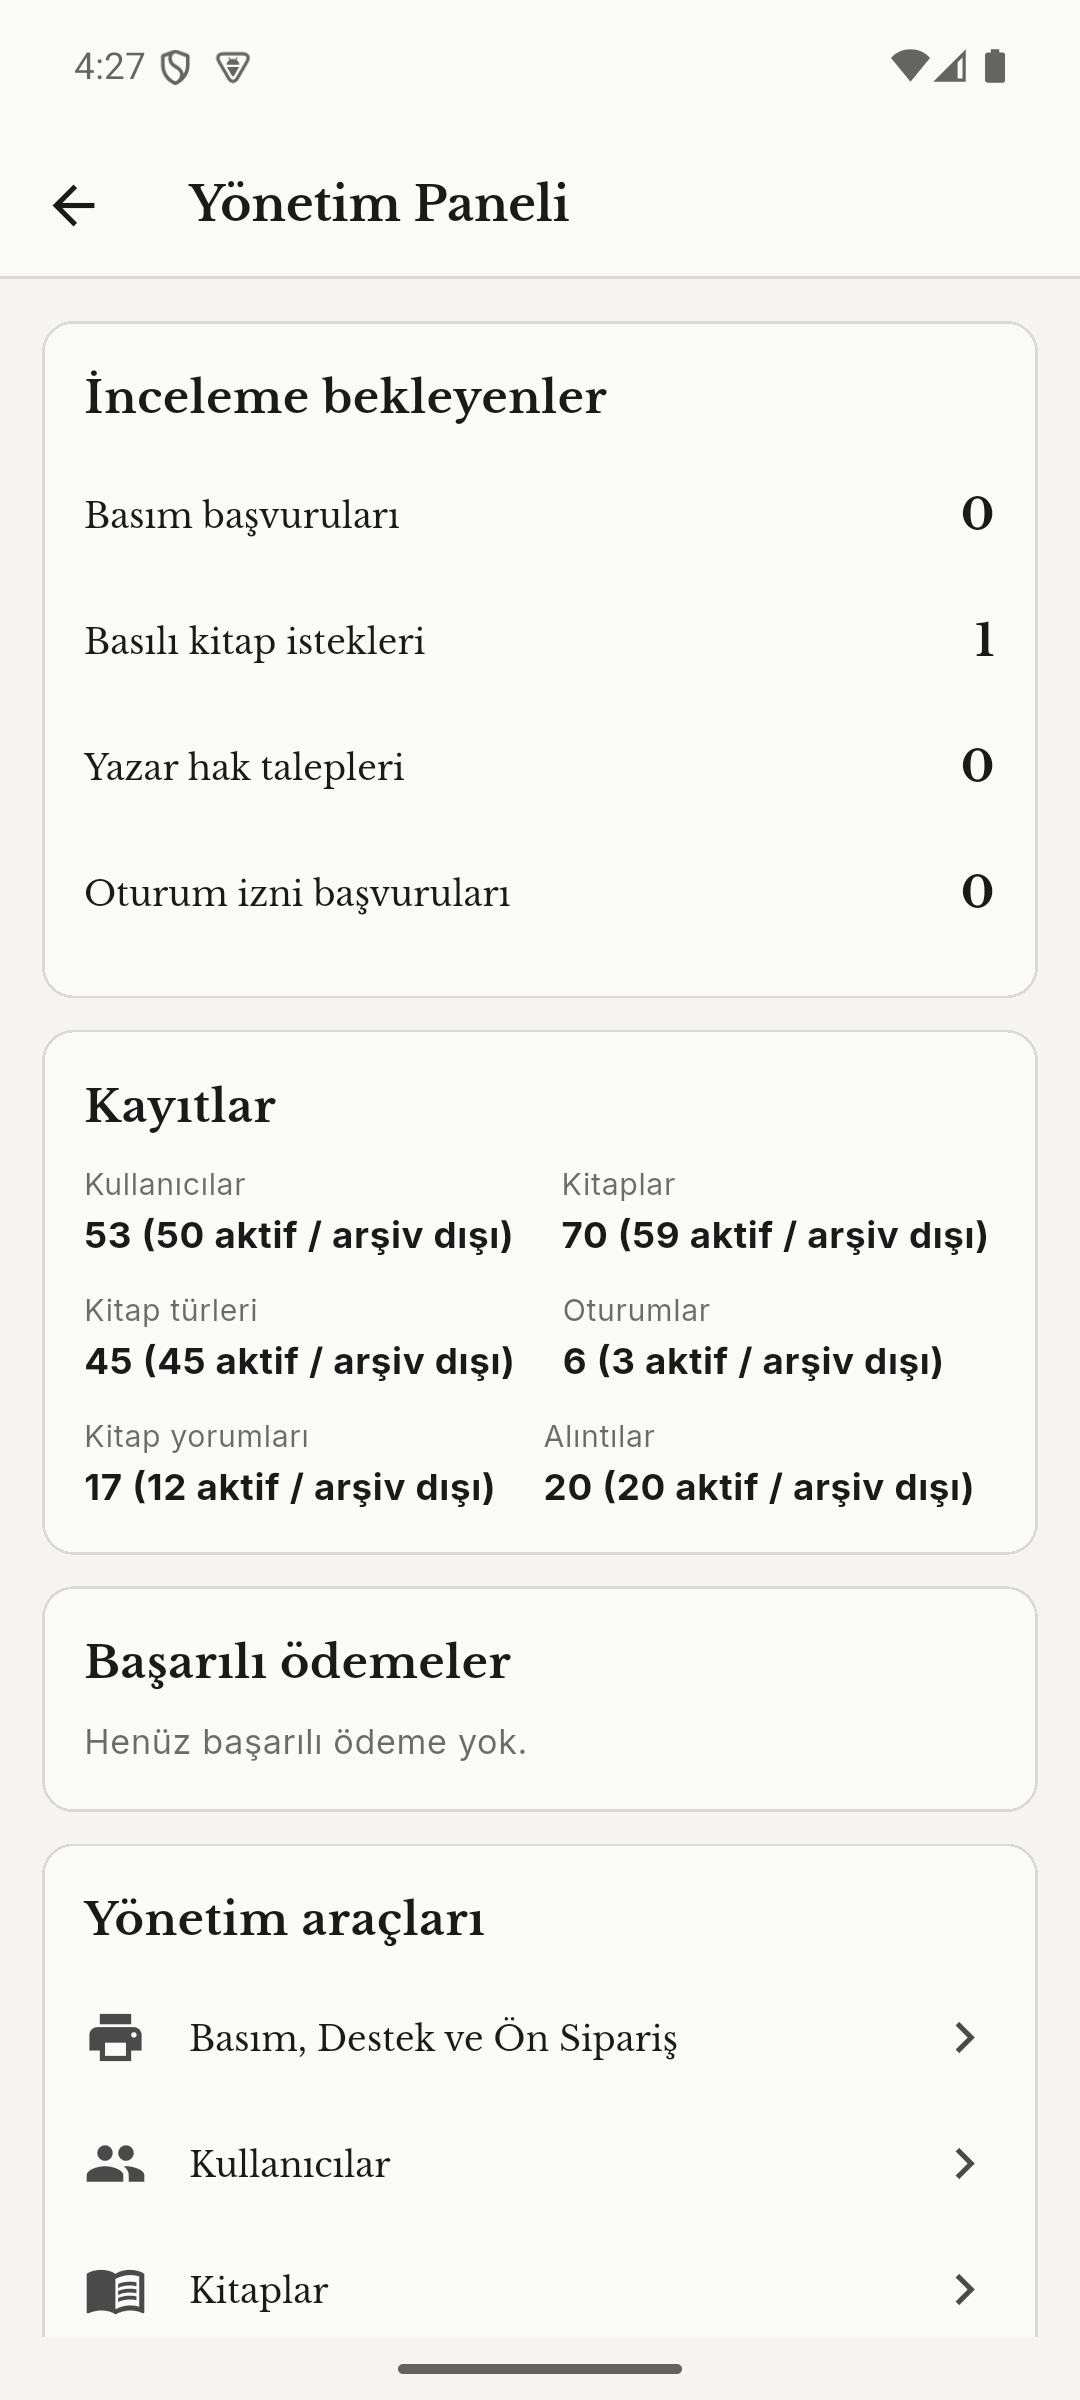 4:27
Yönetim Paneli
İnceleme bekleyenler
Basım başvuruları 0
Basılı kitap istekleri 1
Yazar hak talepleri 0
Oturum izni başvuruları 0
Kayıtlar
Kullanıcılar Kitaplar
53 (50 aktif / arşiv dışı) 70 (59 aktif / arşiv dışı)
Kitap türleri Oturumlar
45 (45 aktif / arşiv dışı) 6 (3 aktif / arşiv dışı)
Kitap yorumları Alıntılar
17 (12 aktif / arşiv dışı) 20 (20 aktif / arşiv dışı)
Başarılı ödemeler
Henüz başarılı ödeme yok.
Yönetim araçları
Basım, Destek ve Ön Sipariş
Kullanıcılar
Kitaplar